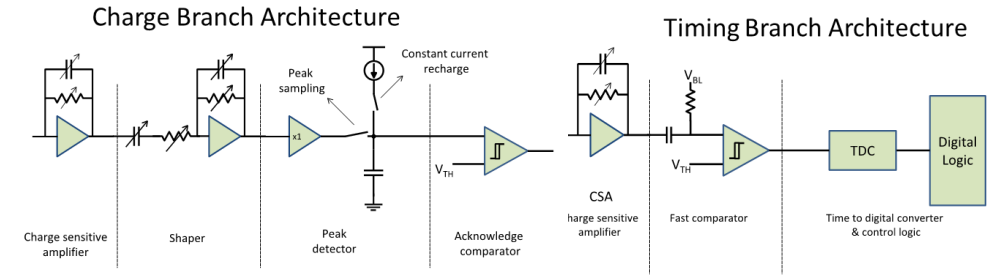 Charge Branch Architecture
Timing Branch Architecture
Constant current
recharge
Peak
sampling
x1
V_TH
Charge sensitive
amplifier
Shaper
Peak
detector
Acknowledge
comparator
V_BL
V_TH
TDC
Digital
Logic
CSA
harge sensitive
amplifier
Fast comparator
Time to digital converter
& control logic